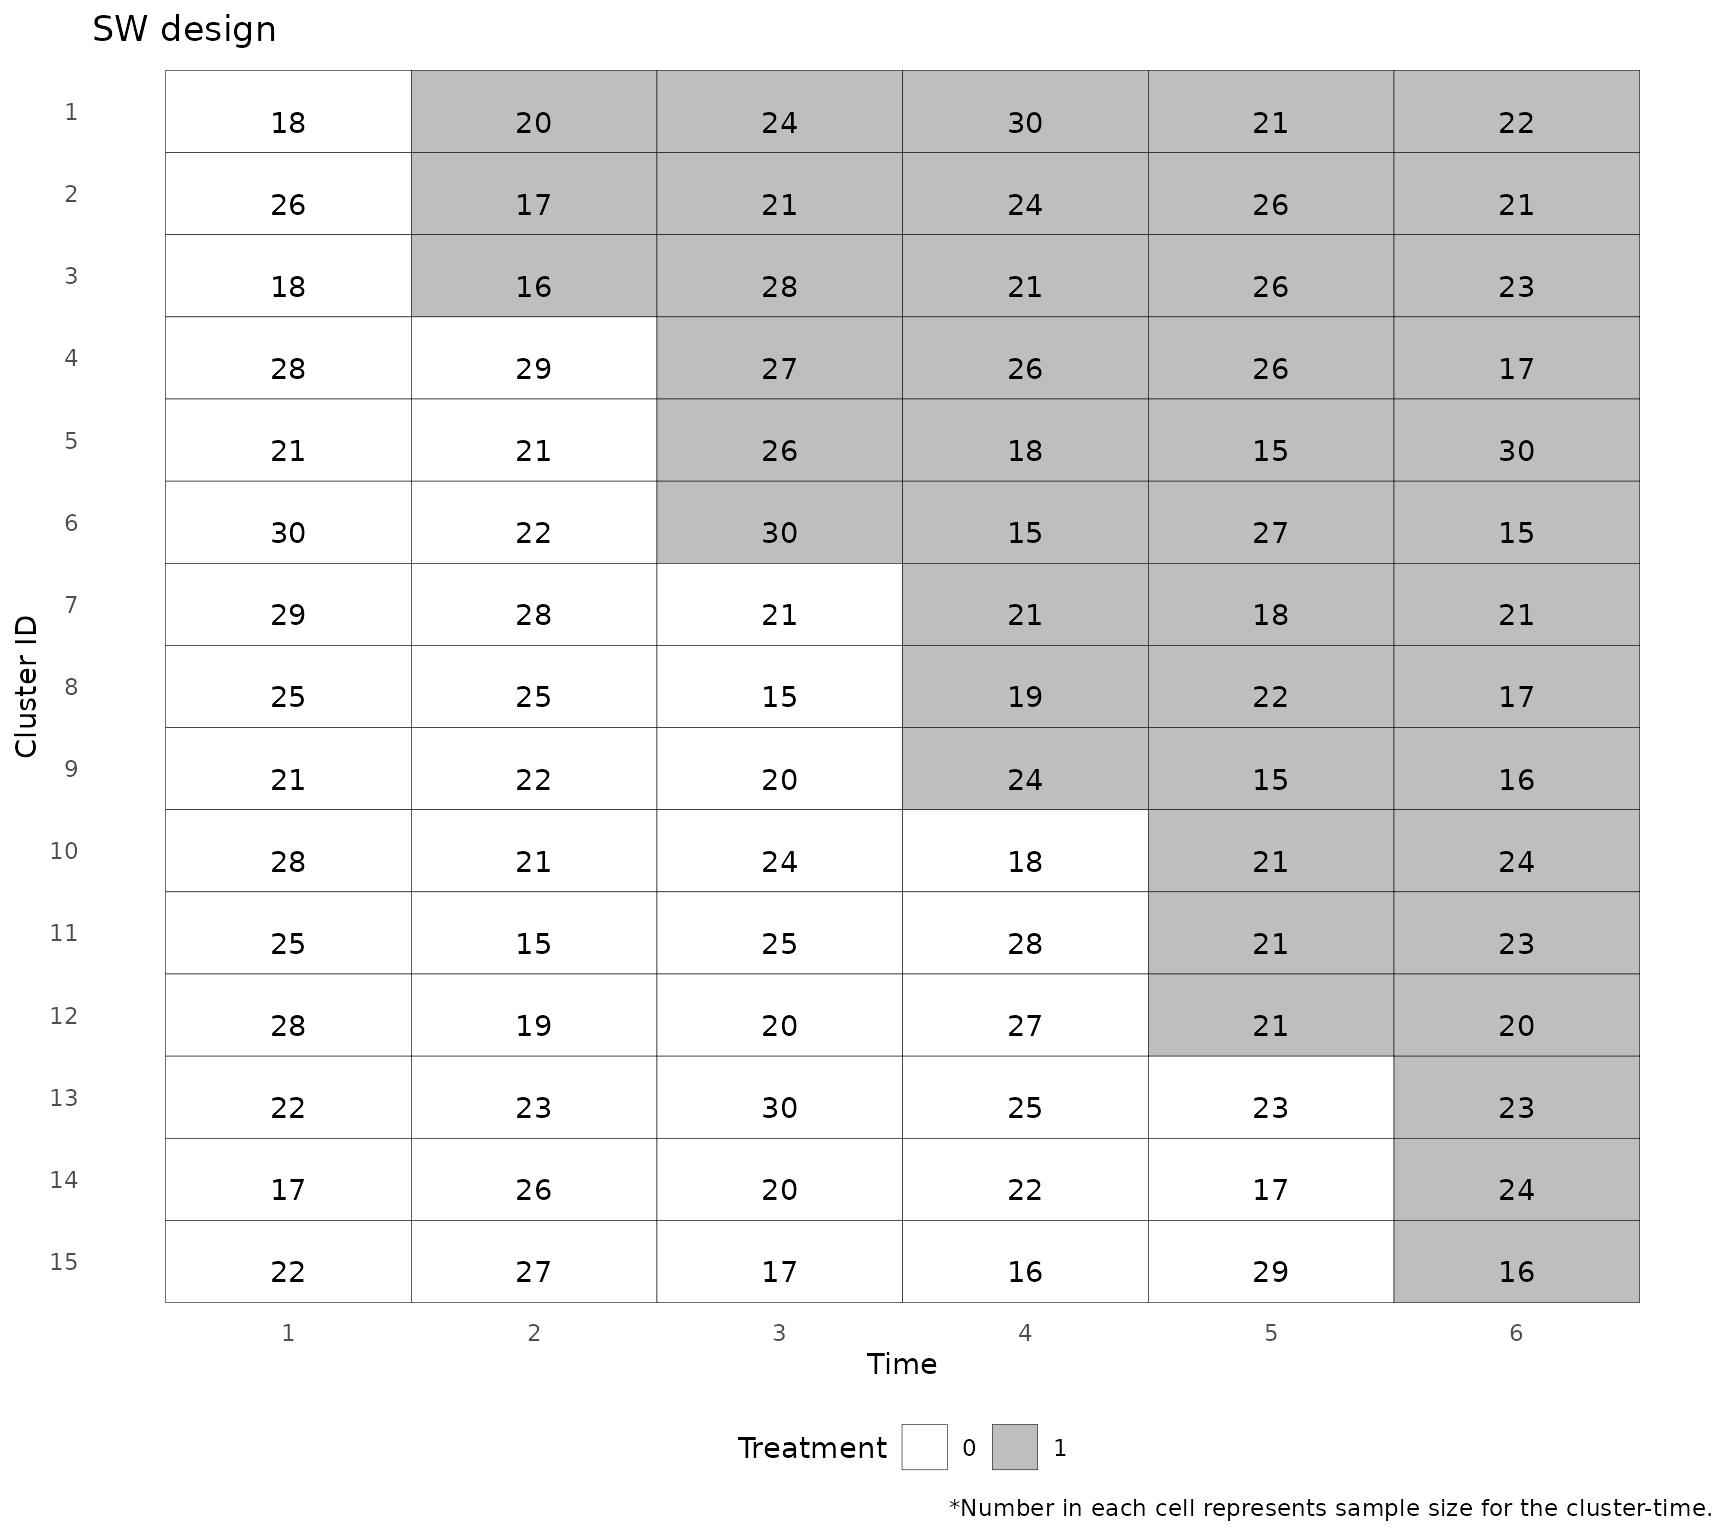 SW design
1 18 20 24 30 21 22
2 26 17 21 24 26 21
3 18 16 28 21 26 23
4 28 29 27 26 26 17
5 21 21 26 18 15 30
6 30 22 30 15 27 15
7 29 28 21 21 18 21
8 25 25 15 19 22 17
9 21 22 20 24 15 16
10 28 21 24 18 21 24
11 25 15 25 28 21 23
12 28 19 20 27 21 20
13 22 23 30 25 23 23
14 17 26 20 22 17 24
15 22 27 17 16 29 16
Cluster ID
1 2 3 4 5 6
Time
Treatment 0 1
*Number in each cell represents sample size for the cluster-time.